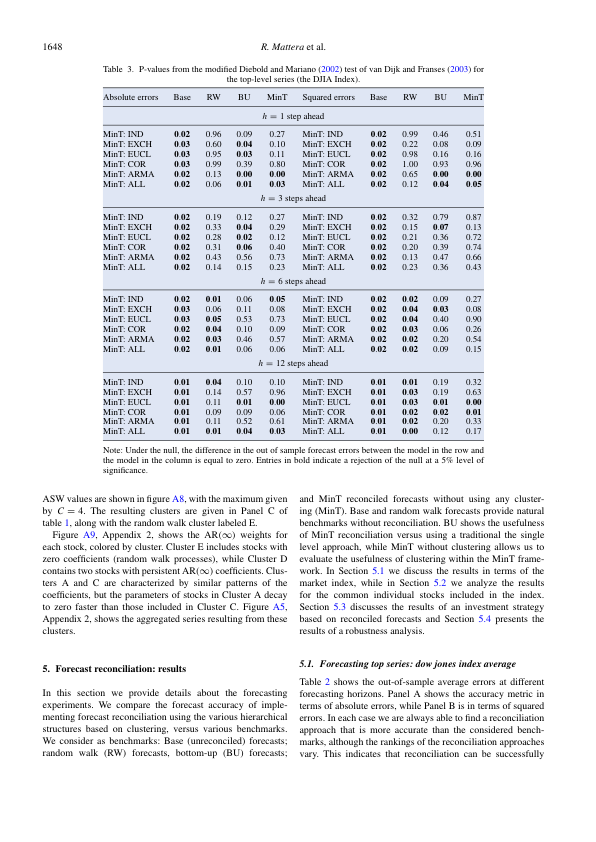 1648
R. Mattera et al.
Table 3. P-values from the modified Diebold and Mariano (2002) test of van Dijk and Franses (2003) for
the top-level series (the DJIA Index).
Absolute errors Base RW BU MinT Squared errors Base RW BU MinT
h = 1 step ahead
MinT: IND 0.02 0.96 0.09 0.27 MinT: IND 0.02 0.99 0.46 0.51
MinT: EXCH 0.03 0.60 0.04 0.10 MinT: EXCH 0.02 0.22 0.08 0.09
MinT: EUCL 0.03 0.95 0.03 0.11 MinT: EUCL 0.02 0.98 0.16 0.16
MinT: COR 0.03 0.99 0.39 0.80 MinT: COR 0.02 1.00 0.93 0.96
MinT: ARMA 0.02 0.13 0.00 0.00 MinT: ARMA 0.02 0.65 0.00 0.00
MinT: ALL 0.02 0.06 0.01 0.03 MinT: ALL 0.02 0.12 0.04 0.05
h = 3 steps ahead
MinT: IND 0.02 0.19 0.12 0.27 MinT: IND 0.02 0.32 0.79 0.87
MinT: EXCH 0.02 0.33 0.04 0.29 MinT: EXCH 0.02 0.15 0.07 0.13
MinT: EUCL 0.02 0.28 0.02 0.12 MinT: EUCL 0.02 0.21 0.36 0.72
MinT: COR 0.02 0.31 0.06 0.40 MinT: COR 0.02 0.20 0.39 0.74
MinT: ARMA 0.02 0.43 0.56 0.73 MinT: ARMA 0.02 0.13 0.47 0.66
MinT: ALL 0.02 0.14 0.15 0.23 MinT: ALL 0.02 0.23 0.36 0.43
h = 6 steps ahead
MinT: IND 0.02 0.01 0.06 0.05 MinT: IND 0.02 0.02 0.09 0.27
MinT: EXCH 0.03 0.06 0.11 0.08 MinT: EXCH 0.02 0.04 0.03 0.08
MinT: EUCL 0.03 0.05 0.53 0.73 MinT: EUCL 0.02 0.04 0.40 0.90
MinT: COR 0.02 0.04 0.10 0.09 MinT: COR 0.02 0.03 0.06 0.26
MinT: ARMA 0.02 0.03 0.46 0.57 MinT: ARMA 0.02 0.02 0.20 0.54
MinT: ALL 0.02 0.01 0.06 0.06 MinT: ALL 0.02 0.02 0.09 0.15
h = 12 steps ahead
MinT: IND 0.01 0.04 0.10 0.10 MinT: IND 0.01 0.01 0.19 0.32
MinT: EXCH 0.01 0.14 0.57 0.96 MinT: EXCH 0.01 0.03 0.19 0.63
MinT: EUCL 0.01 0.11 0.01 0.00 MinT: EUCL 0.01 0.03 0.01 0.00
MinT: COR 0.01 0.09 0.09 0.06 MinT: COR 0.01 0.02 0.02 0.01
MinT: ARMA 0.01 0.11 0.52 0.61 MinT: ARMA 0.01 0.02 0.20 0.33
MinT: ALL 0.01 0.01 0.04 0.03 MinT: ALL 0.01 0.00 0.12 0.17
Note: Under the null, the difference in the out of sample forecast errors between the model in the row and
the model in the column is equal to zero. Entries in bold indicate a rejection of the null at a 5% level of
significance.
ASW values are shown in figure A8, with the maximum given
by C = 4. The resulting clusters are given in Panel C of
table 1, along with the random walk cluster labeled E.
Figure A9, Appendix 2, shows the AR(∞) weights for
each stock, colored by cluster. Cluster E includes stocks with
zero coefficients (random walk processes), while Cluster D
contains two stocks with persistent AR(∞) coefficients. Clus-
ters A and C are characterized by similar patterns of the
coefficients, but the parameters of stocks in Cluster A decay
to zero faster than those included in Cluster C. Figure A5,
Appendix 2, shows the aggregated series resulting from these
clusters.
5. Forecast reconciliation: results
In this section we provide details about the forecasting
experiments. We compare the forecast accuracy of imple-
menting forecast reconciliation using the various hierarchical
structures based on clustering, versus various benchmarks.
We consider as benchmarks: Base (unreconciled) forecasts;
random walk (RW) forecasts, bottom-up (BU) forecasts;
and MinT reconciled forecasts without using any cluster-
ing (MinT). Base and random walk forecasts provide natural
benchmarks without reconciliation. BU shows the usefulness
of MinT reconciliation versus using a traditional the single
level approach, while MinT without clustering allows us to
evaluate the usefulness of clustering within the MinT frame-
work. In Section 5.1 we discuss the results in terms of the
market index, while in Section 5.2 we analyze the results
for the common individual stocks included in the index.
Section 5.3 discusses the results of an investment strategy
based on reconciled forecasts and Section 5.4 presents the
results of a robustness analysis.
5.1. Forecasting top series: dow jones index average
Table 2 shows the out-of-sample average errors at different
forecasting horizons. Panel A shows the accuracy metric in
terms of absolute errors, while Panel B is in terms of squared
errors. In each case we are always able to find a reconciliation
approach that is more accurate than the considered bench-
marks, although the rankings of the reconciliation approaches
vary. This indicates that reconciliation can be successfully